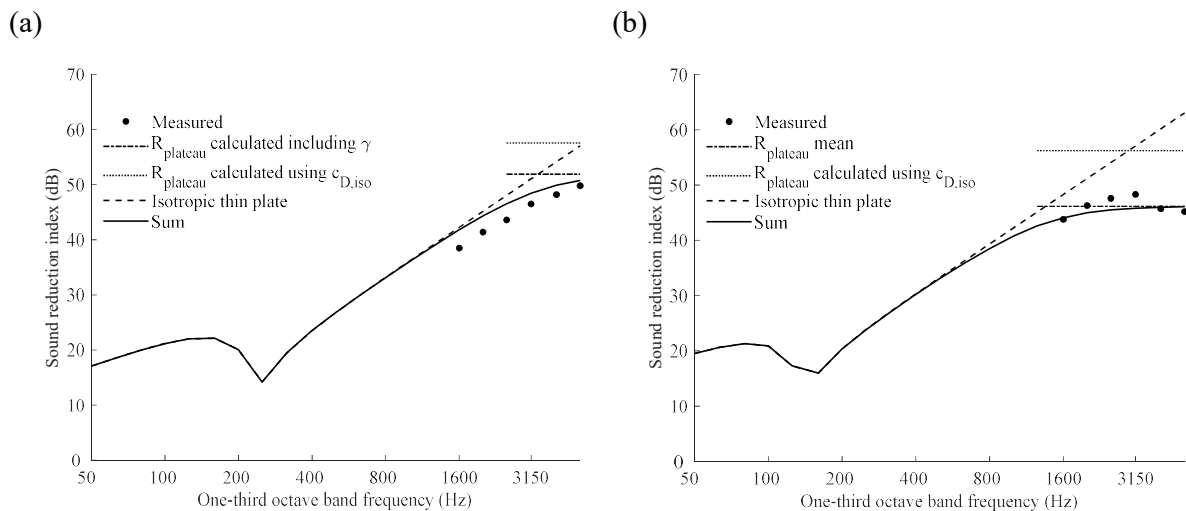 (a)
70
60
50
40
30
20
10
0
Sound reduction index (dB)
Measured
R_plateau calculated including γ
R_plateau calculated using c_D,iso
Isotropic thin plate
Sum
50 100 200 400 800 1600 3150
One-third octave band frequency (Hz)
(b)
70
60
50
40
30
20
10
0
Sound reduction index (dB)
Measured
R_plateau mean
R_plateau calculated using c_D,iso
Isotropic thin plate
Sum
50 100 200 400 800 1600 3150
One-third octave band frequency (Hz)